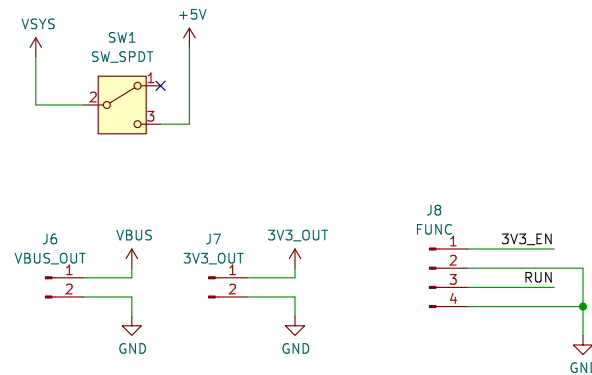 VSYS
+5V
SW1
SW_SPDT
1
2
3
J6
VBUS_OUT
VBUS
1
2
GND
J7
3V3_OUT
3V3_OUT
1
2
GND
J8
FUNC
1
3V3_EN
2
3
RUN
4
GND